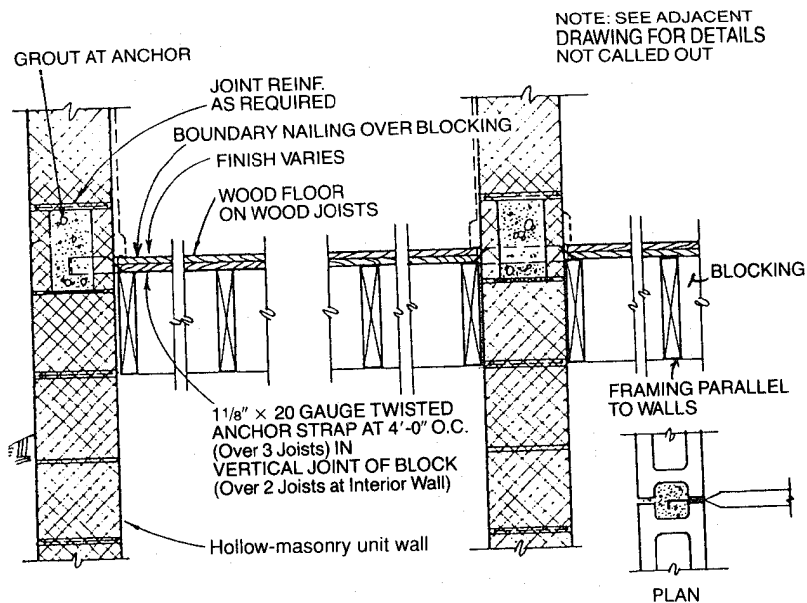 NOTE: SEE ADJACENT
DRAWING FOR DETAILS
NOT CALLED OUT
GROUT AT ANCHOR
JOINT REINF.
AS REQUIRED
BOUNDARY NAILING OVER BLOCKING
FINISH VARIES
WOOD FLOOR
ON WOOD JOISTS
BLOCKING
FRAMING PARALLEL
TO WALLS
1 1/8" × 20 GAUGE TWISTED
ANCHOR STRAP AT 4'-0" O.C.
(Over 3 Joists) IN
VERTICAL JOINT OF BLOCK
(Over 2 Joists at Interior Wall)
Hollow-masonry unit wall
PLAN